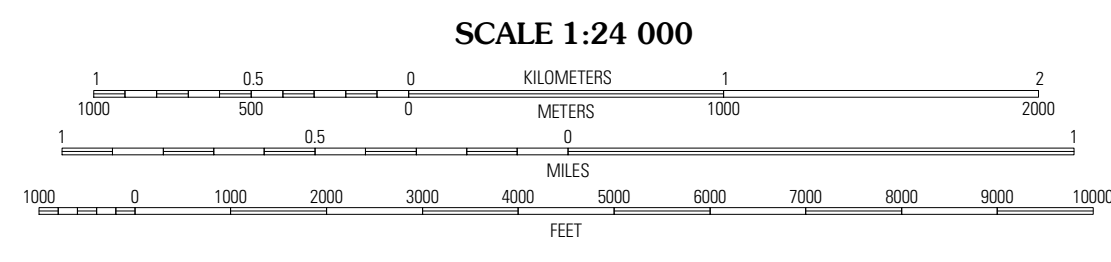 SCALE 1:24 000
1 0.5 0 KILOMETERS 1 2
1000 500 0 METERS 1000 2000
1 0.5 0 1
MILES
1000 0 1000 2000 3000 4000 5000 6000 7000 8000 9000 10000
FEET